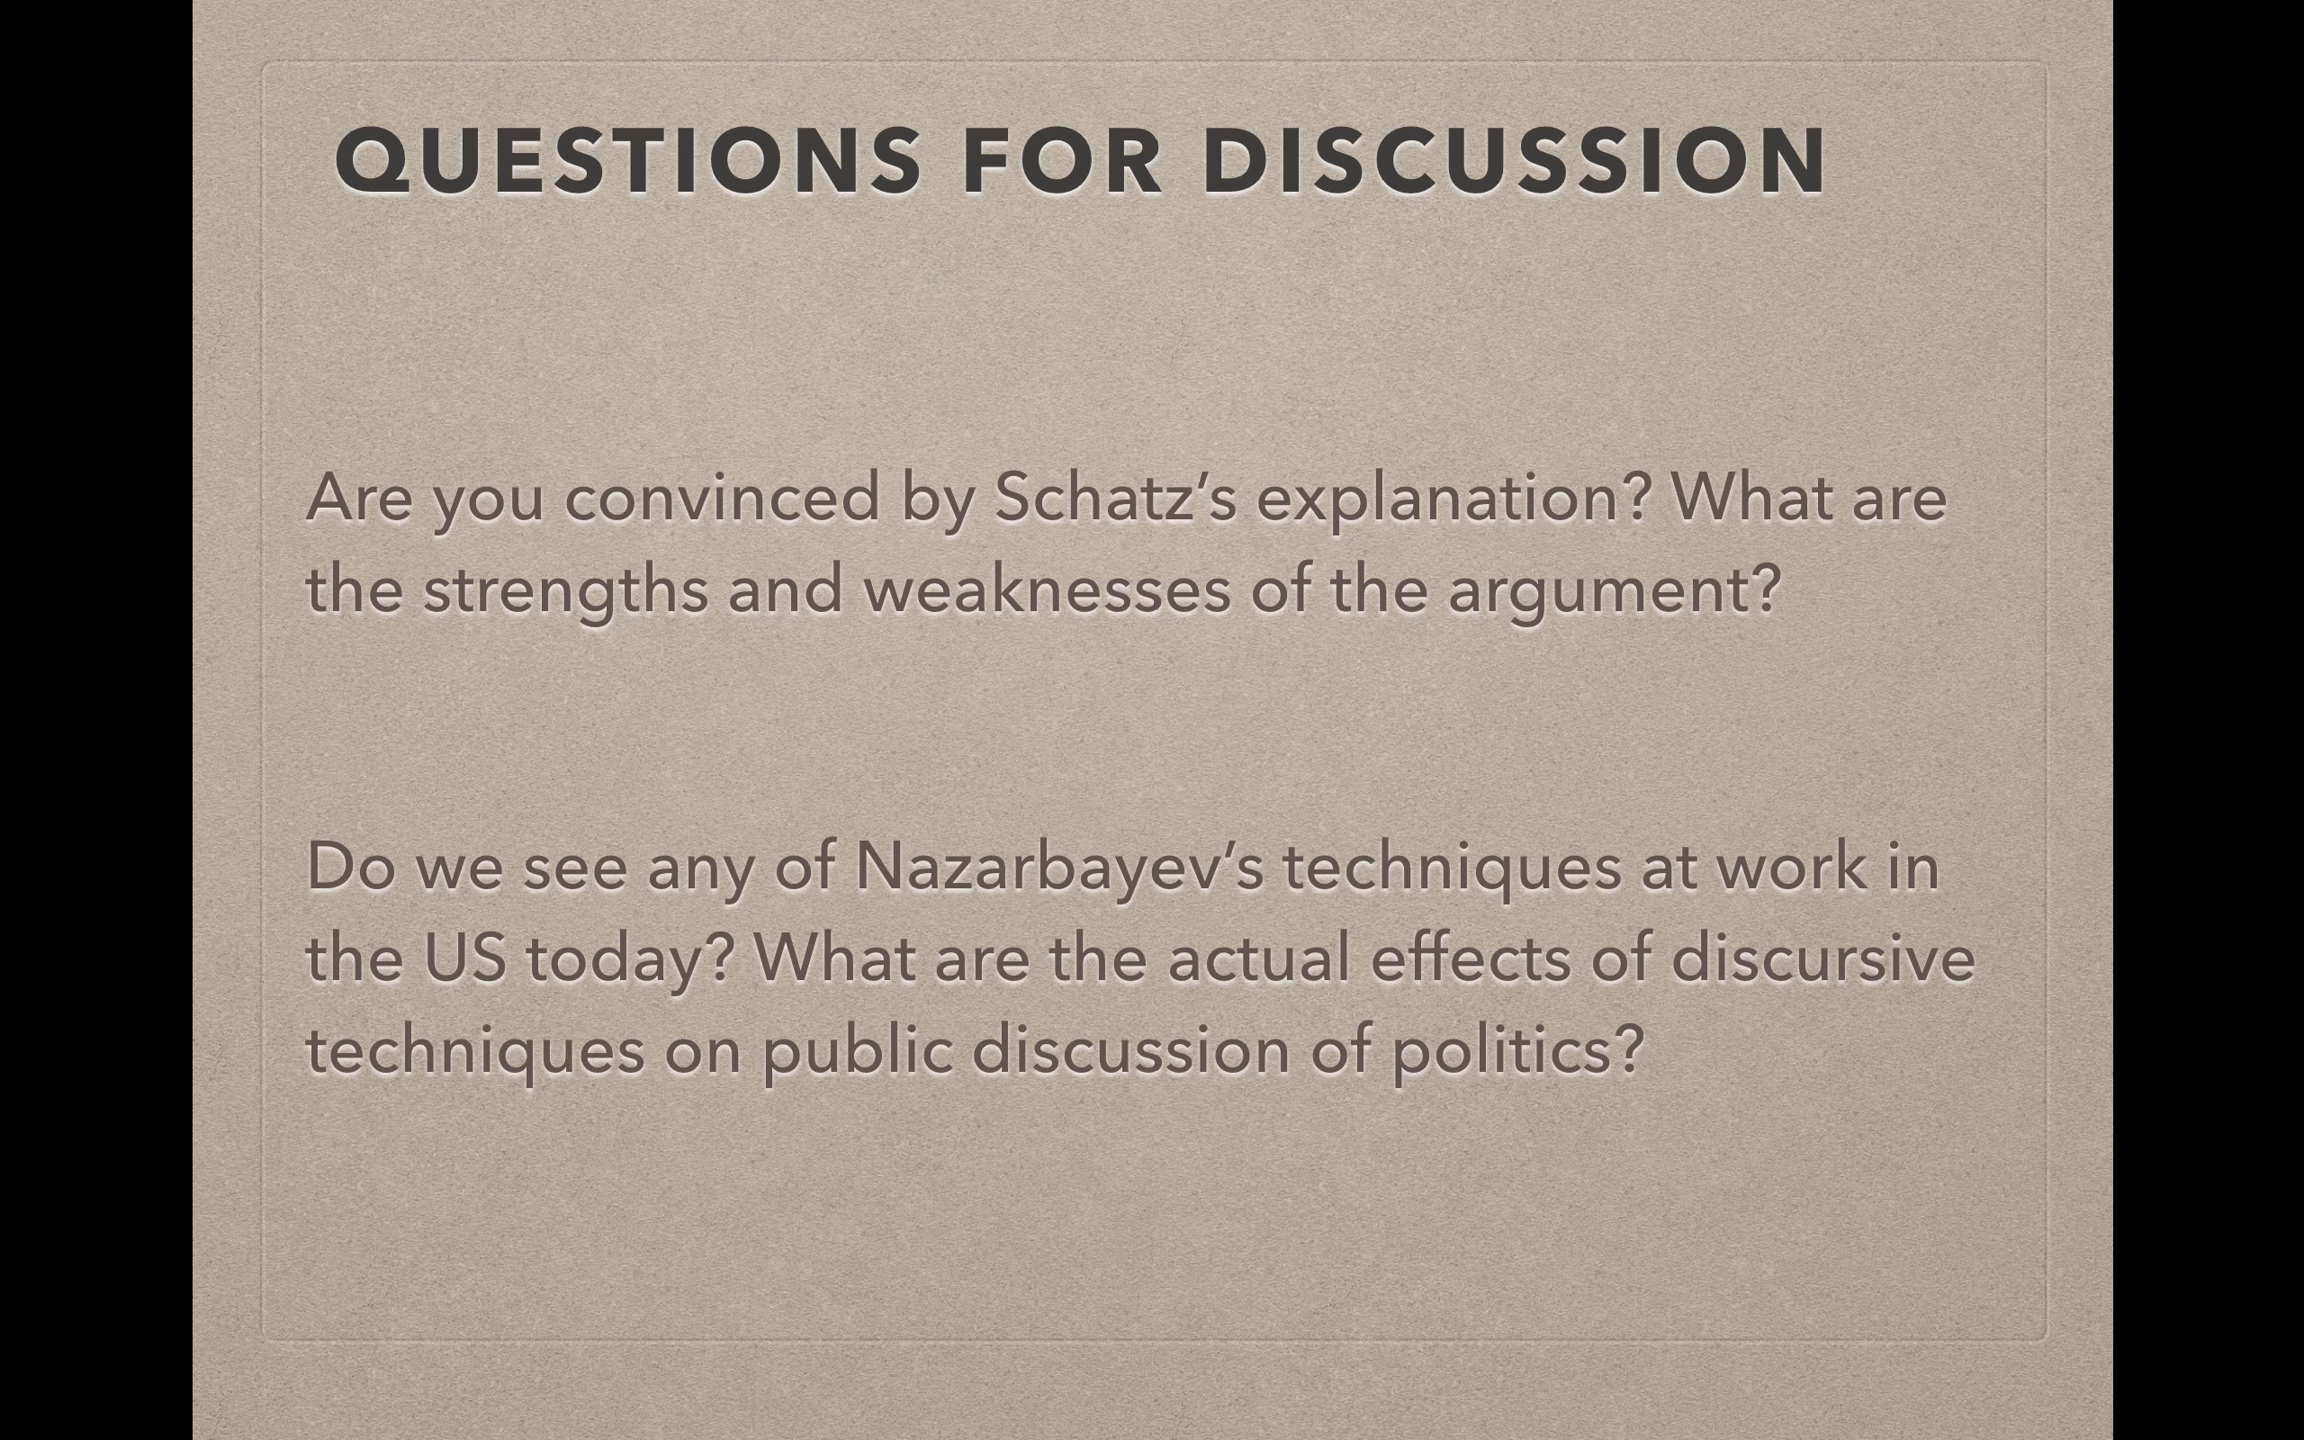 QUESTIONS FOR DISCUSSION
Are you convinced by Schatz’s explanation? What are
the strengths and weaknesses of the argument?
Do we see any of Nazarbayev’s techniques at work in
the US today? What are the actual effects of discursive
techniques on public discussion of politics?